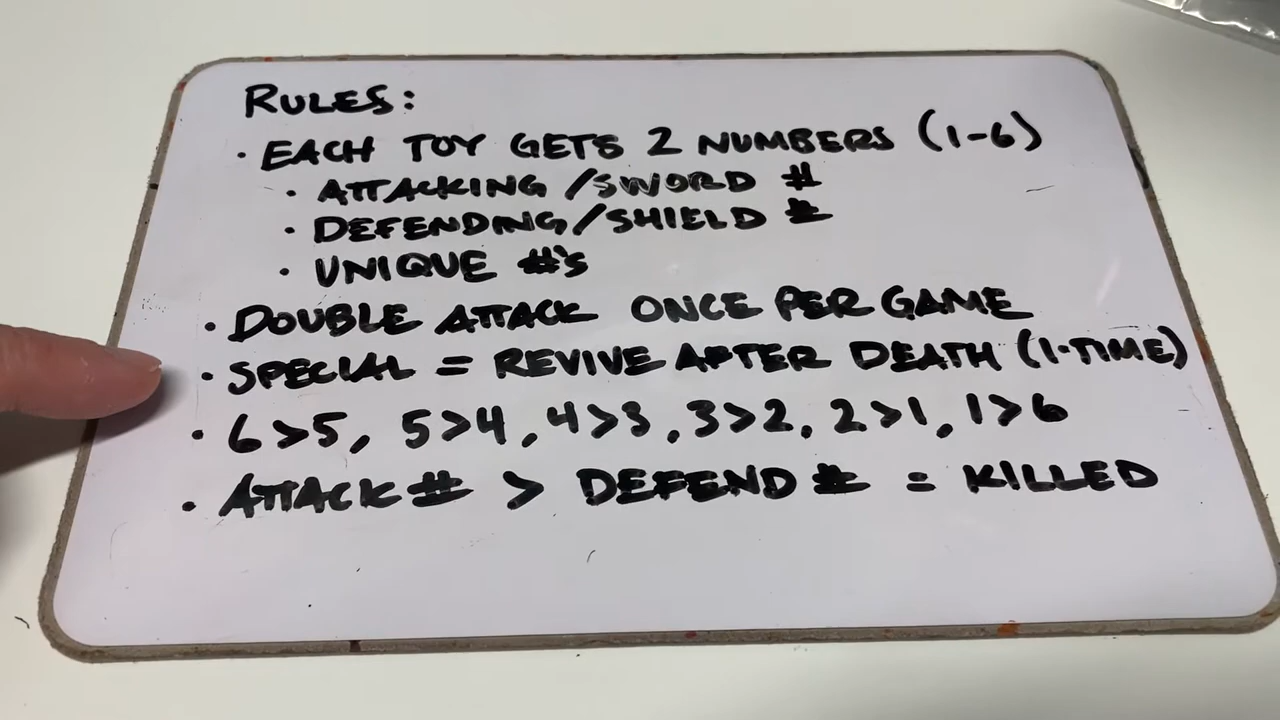 RULES:
· EACH TOY GETS 2 NUMBERS (1-6)
· ATTACKING/SWORD #
· DEFENDING/SHIELD #
· UNIQUE #'s
· DOUBLE ATTACK ONCE PER GAME
· SPECIAL = REVIVE AFTER DEATH (1-TIME)
· 6>5, 5>4, 4>3, 3>2, 2>1, 1>6
· ATTACK # > DEFEND # = KILLED